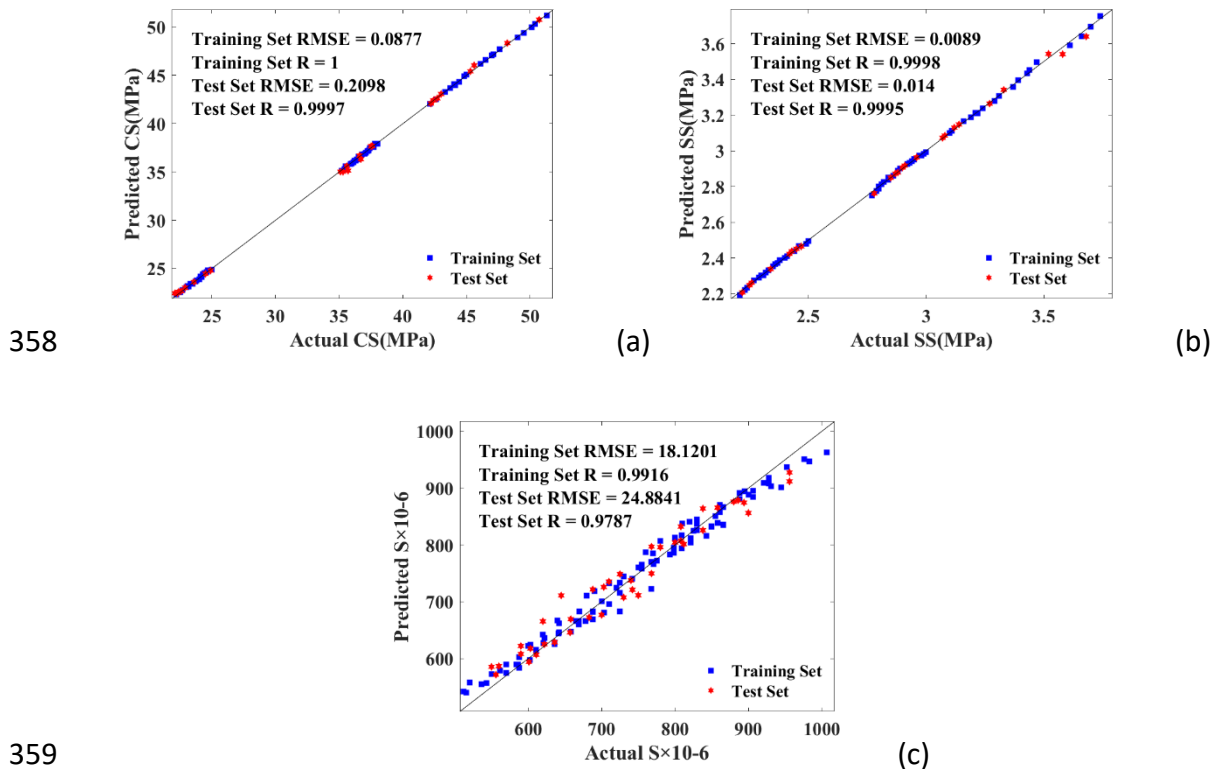 Training Set RMSE = 0.0877
Training Set R = 1
Test Set RMSE = 0.2098
Test Set R = 0.9997
Predicted CS(MPa)
50
45
40
35
30
25
Training Set
Test Set
25 30 35 40 45 50
Actual CS(MPa)
358
(a)
Training Set RMSE = 0.0089
Training Set R = 0.9998
Test Set RMSE = 0.014
Test Set R = 0.9995
Predicted SS(MPa)
3.6
3.4
3.2
3
2.8
2.6
2.4
2.2
Training Set
Test Set
2.5 3 3.5
Actual SS(MPa)
(b)
Training Set RMSE = 18.1201
Training Set R = 0.9916
Test Set RMSE = 24.8841
Test Set R = 0.9787
Predicted S×10-6
1000
900
800
700
600
Training Set
Test Set
600 700 800 900 1000
Actual S×10-6
359
(c)